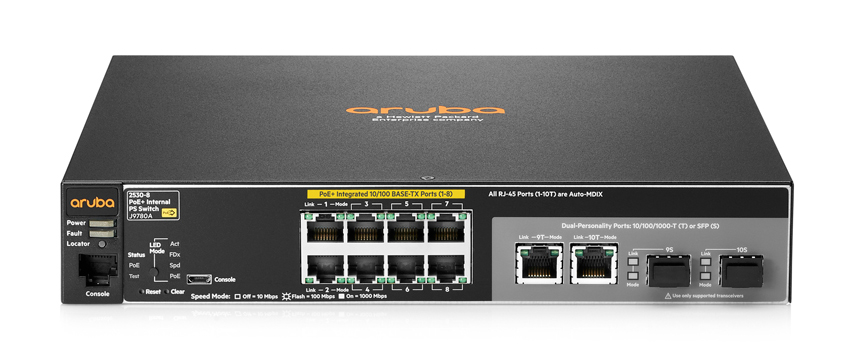 aruba
a Hewlett Packard
Enterprise company
aruba
2530-8
PoE+ Internal
PS Switch
J9780A
PoE+
Power
Fault
Locator
Console
LED
Mode
Status
PoE
Test
Act
FDx
Spd
PoE
Reset
Clear
Console
PoE+ Integrated 10/100 BASE-TX Ports (1-8)
Link 1 Mode 3 5 7
Link 2 Mode 4 6 8
Speed Mode: Off = 10 Mbps Flash = 100 Mbps On = 1000 Mbps
All RJ-45 Ports (1-10T) are Auto-MDIX
Dual-Personality Ports: 10/100/1000-T (T) or SFP (S)
Link 9T Mode Link 10T Mode
9S
Link
Mode
10S
Link
Mode
Use only supported transceivers